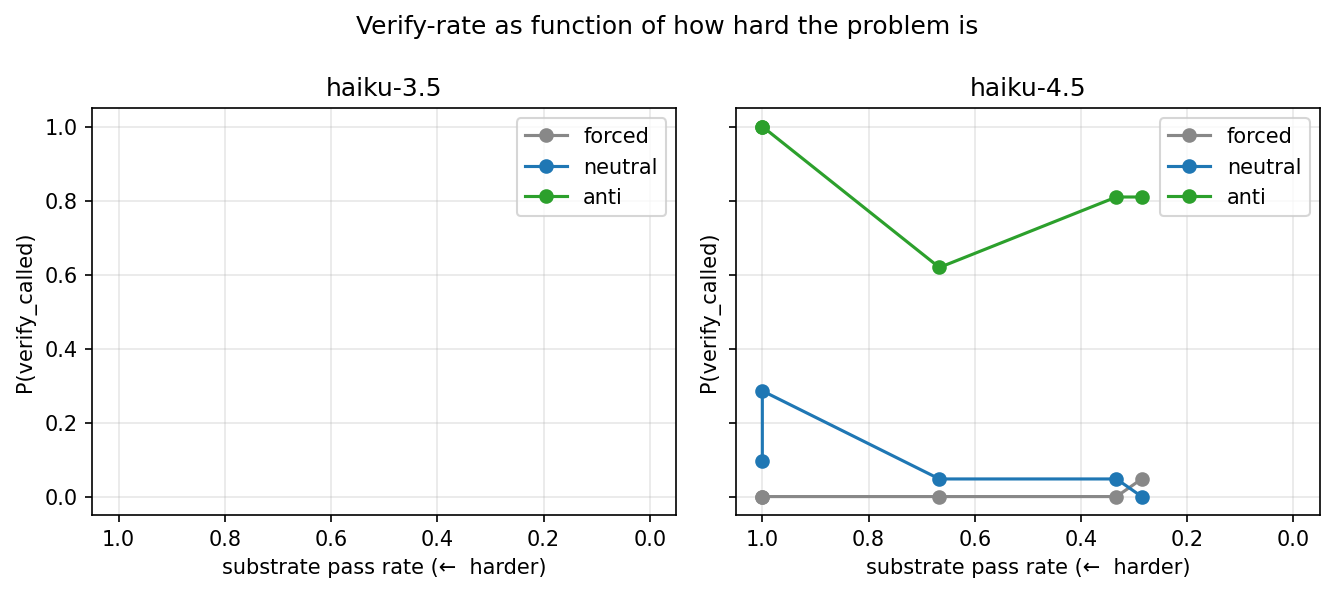 Verify-rate as function of how hard the problem is
haiku-3.5
1.0
0.8
0.6
0.4
0.2
0.0
P(verify_called)
forced
neutral
anti
1.0
0.8
0.6
0.4
0.2
0.0
substrate pass rate (← harder)
haiku-4.5
P(verify_called)
forced
neutral
anti
1.0
0.8
0.6
0.4
0.2
0.0
substrate pass rate (← harder)